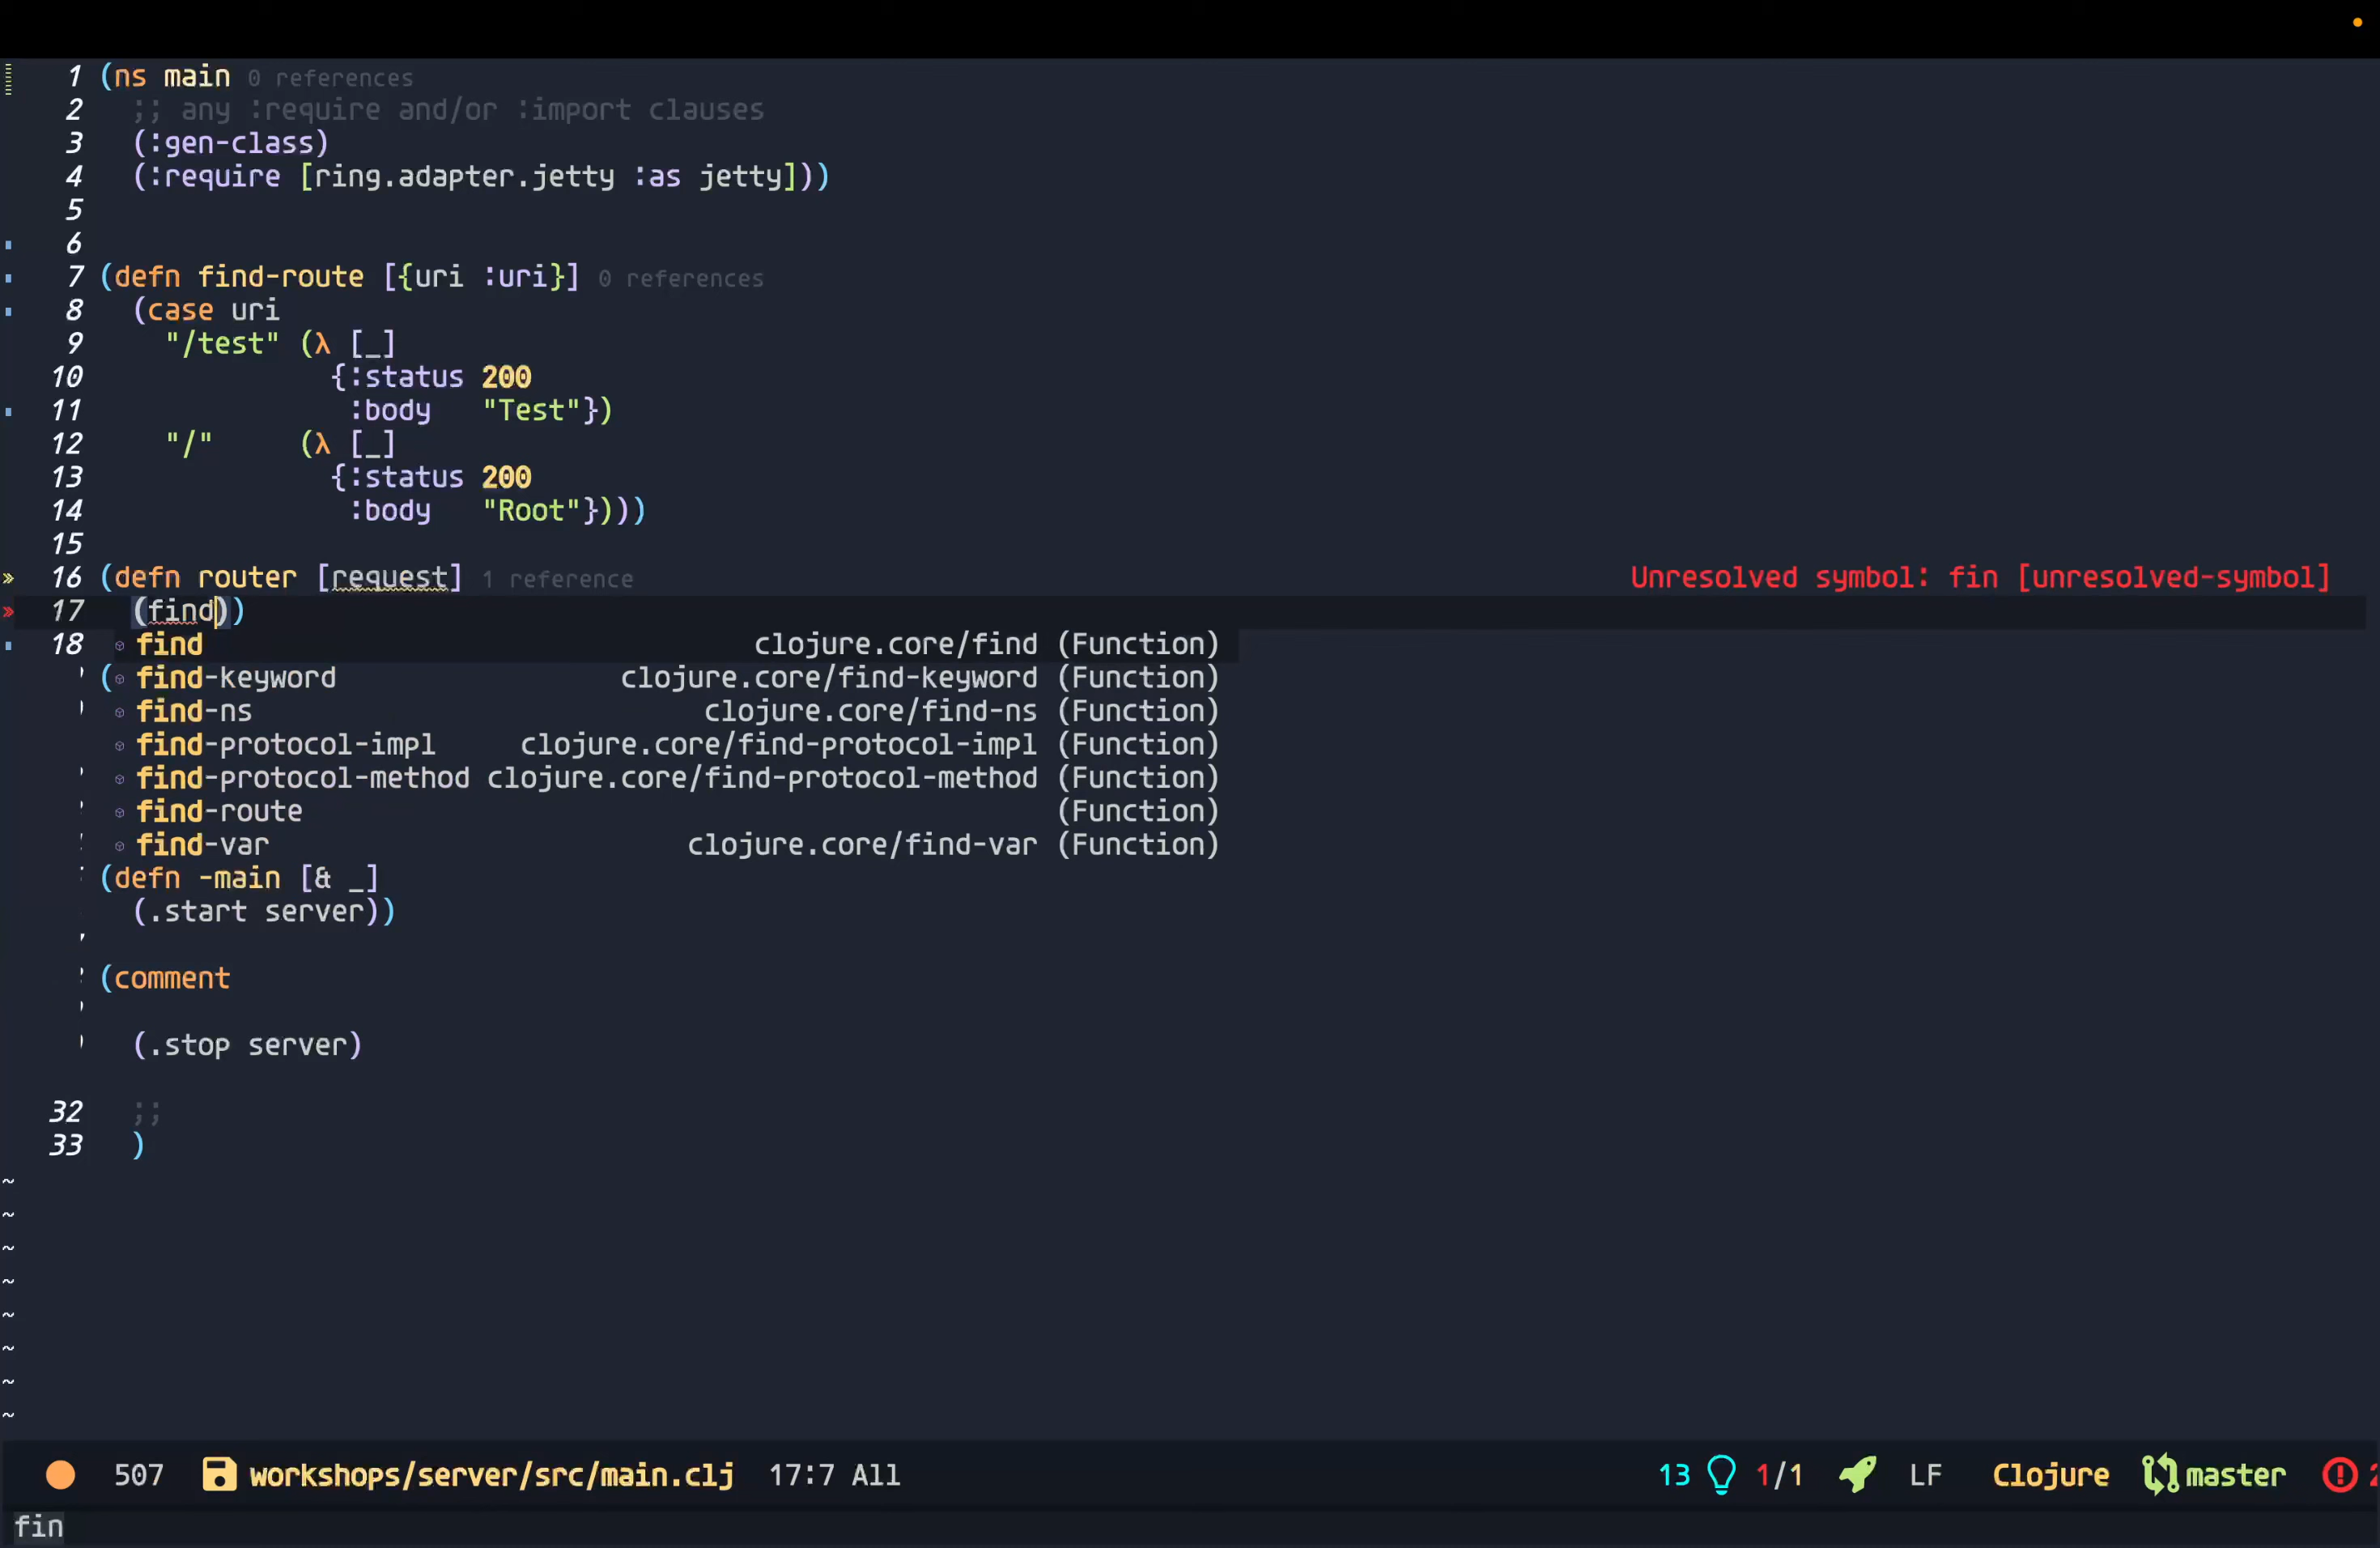 1 (ns main 0 references
2 ;; any :require and/or :import clauses
3 (:gen-class)
4 (:require [ring.adapter.jetty :as jetty]))
5
6
7 (defn find-route [{uri :uri}] 0 references
8 (case uri
9 "/test" (λ [_]
10 {:status 200
11 :body "Test"})
12 "/" (λ [_]
13 {:status 200
14 :body "Root"})))
15
16 (defn router [request] 1 reference Unresolved symbol: fin [unresolved-symbol]
17 (find))
18 find clojure.core/find (Function)
( find-keyword clojure.core/find-keyword (Function)
find-ns clojure.core/find-ns (Function)
find-protocol-impl clojure.core/find-protocol-impl (Function)
find-protocol-method clojure.core/find-protocol-method (Function)
find-route (Function)
find-var clojure.core/find-var (Function)
(defn -main [& _]
(.start server))
(comment
(.stop server)
32 ;;
33 )
~
~
~
~
~
~
~
~
507 workshops/server/src/main.clj 17:7 All 13 1/1 LF Clojure master
fin